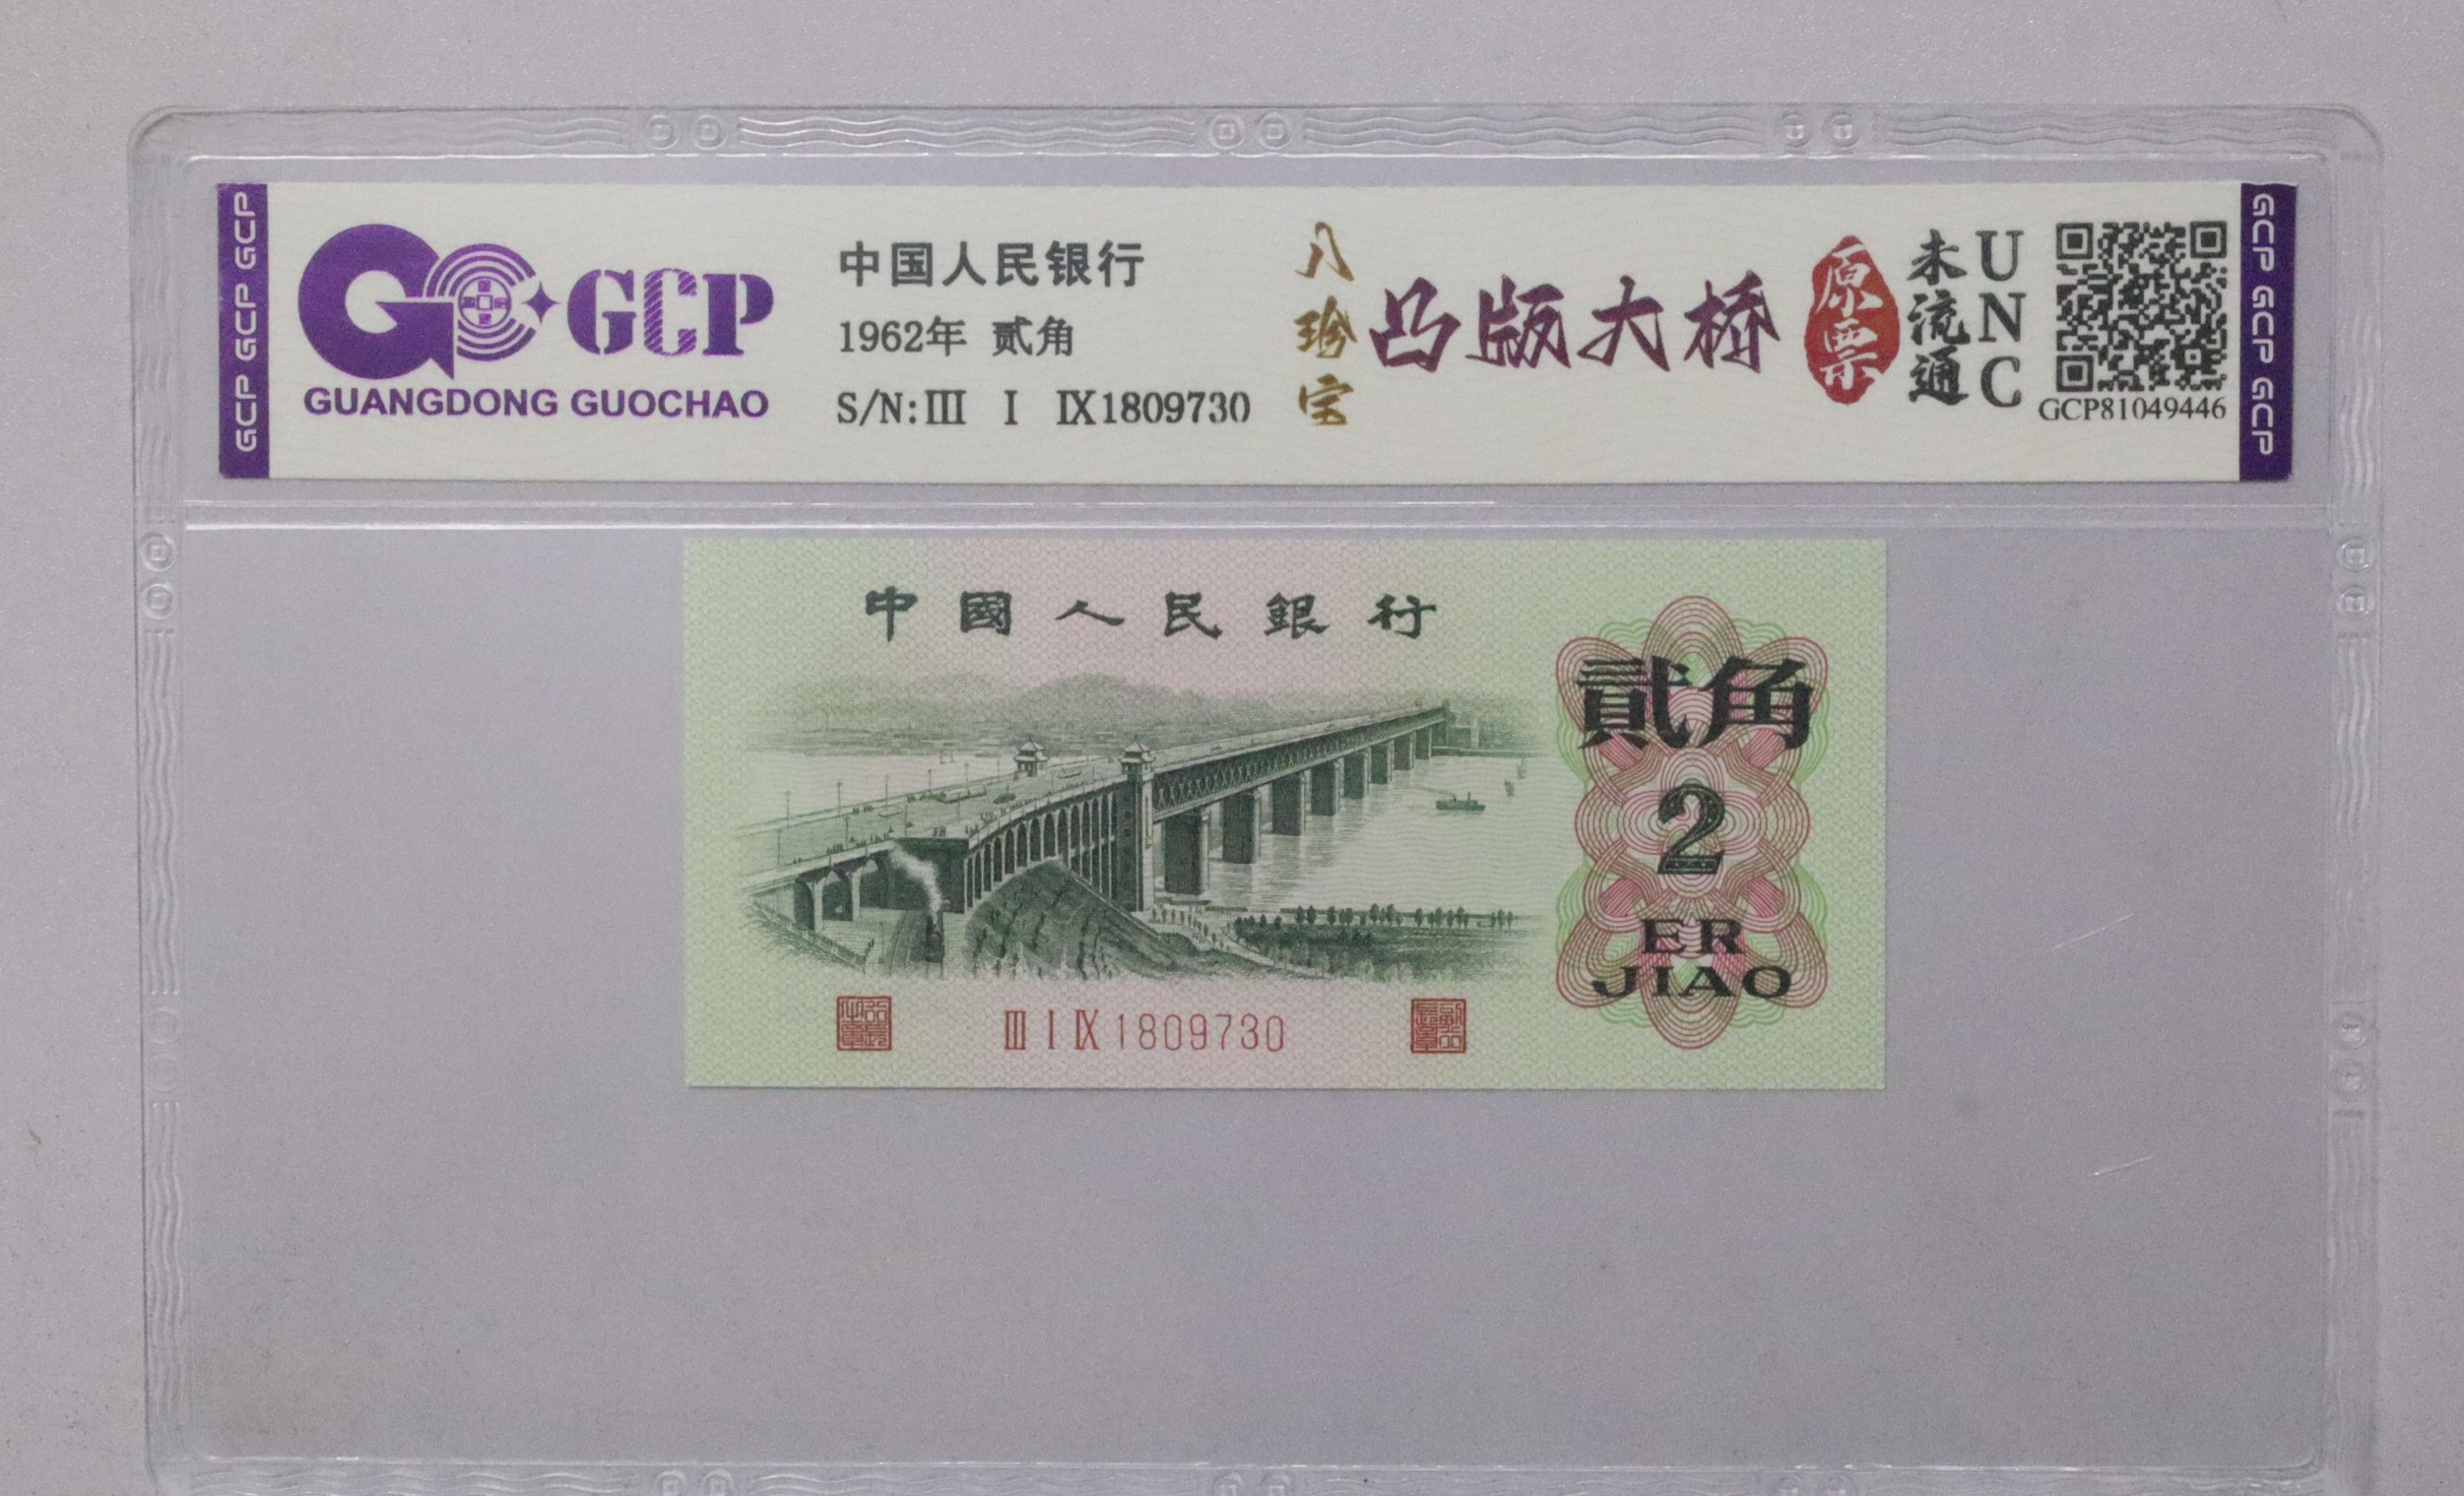 GCP GCP GCP
GCP
GUANGDONG GUOCHAO
中国人民银行
1962年 贰角
S/N:Ⅲ Ⅰ Ⅸ1809730
八珍宝
凸版大桥
原票
未流通
UNC
GCP81049446
GCP GCP GCP
中國人民銀行
貳角
2
ER
JIAO
Ⅲ Ⅰ Ⅸ 1809730